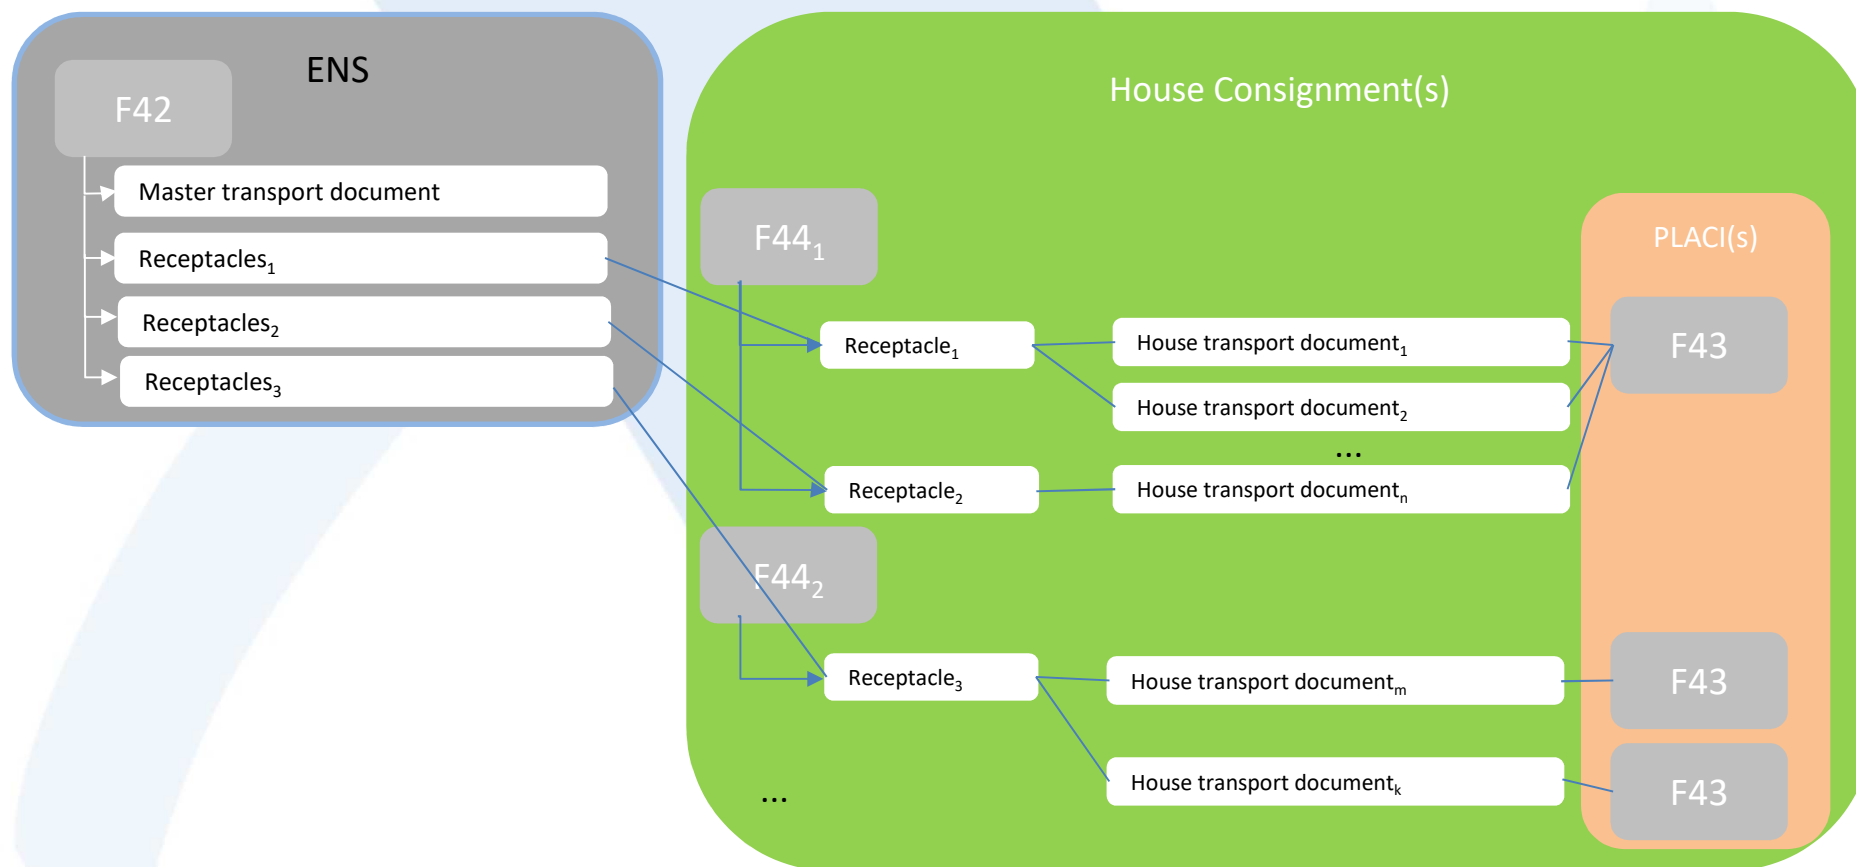 ENS
F42
Master transport document
Receptacles₁
Receptacles₂
Receptacles₃
House Consignment(s)
PLACI(s)
F44₁
Receptacle₁
House transport document₁
F43
House transport document₂
...
Receptacle₂
House transport documentₙ
F44₂
Receptacle₃
House transport documentₘ
F43
House transport documentₖ
F43
...